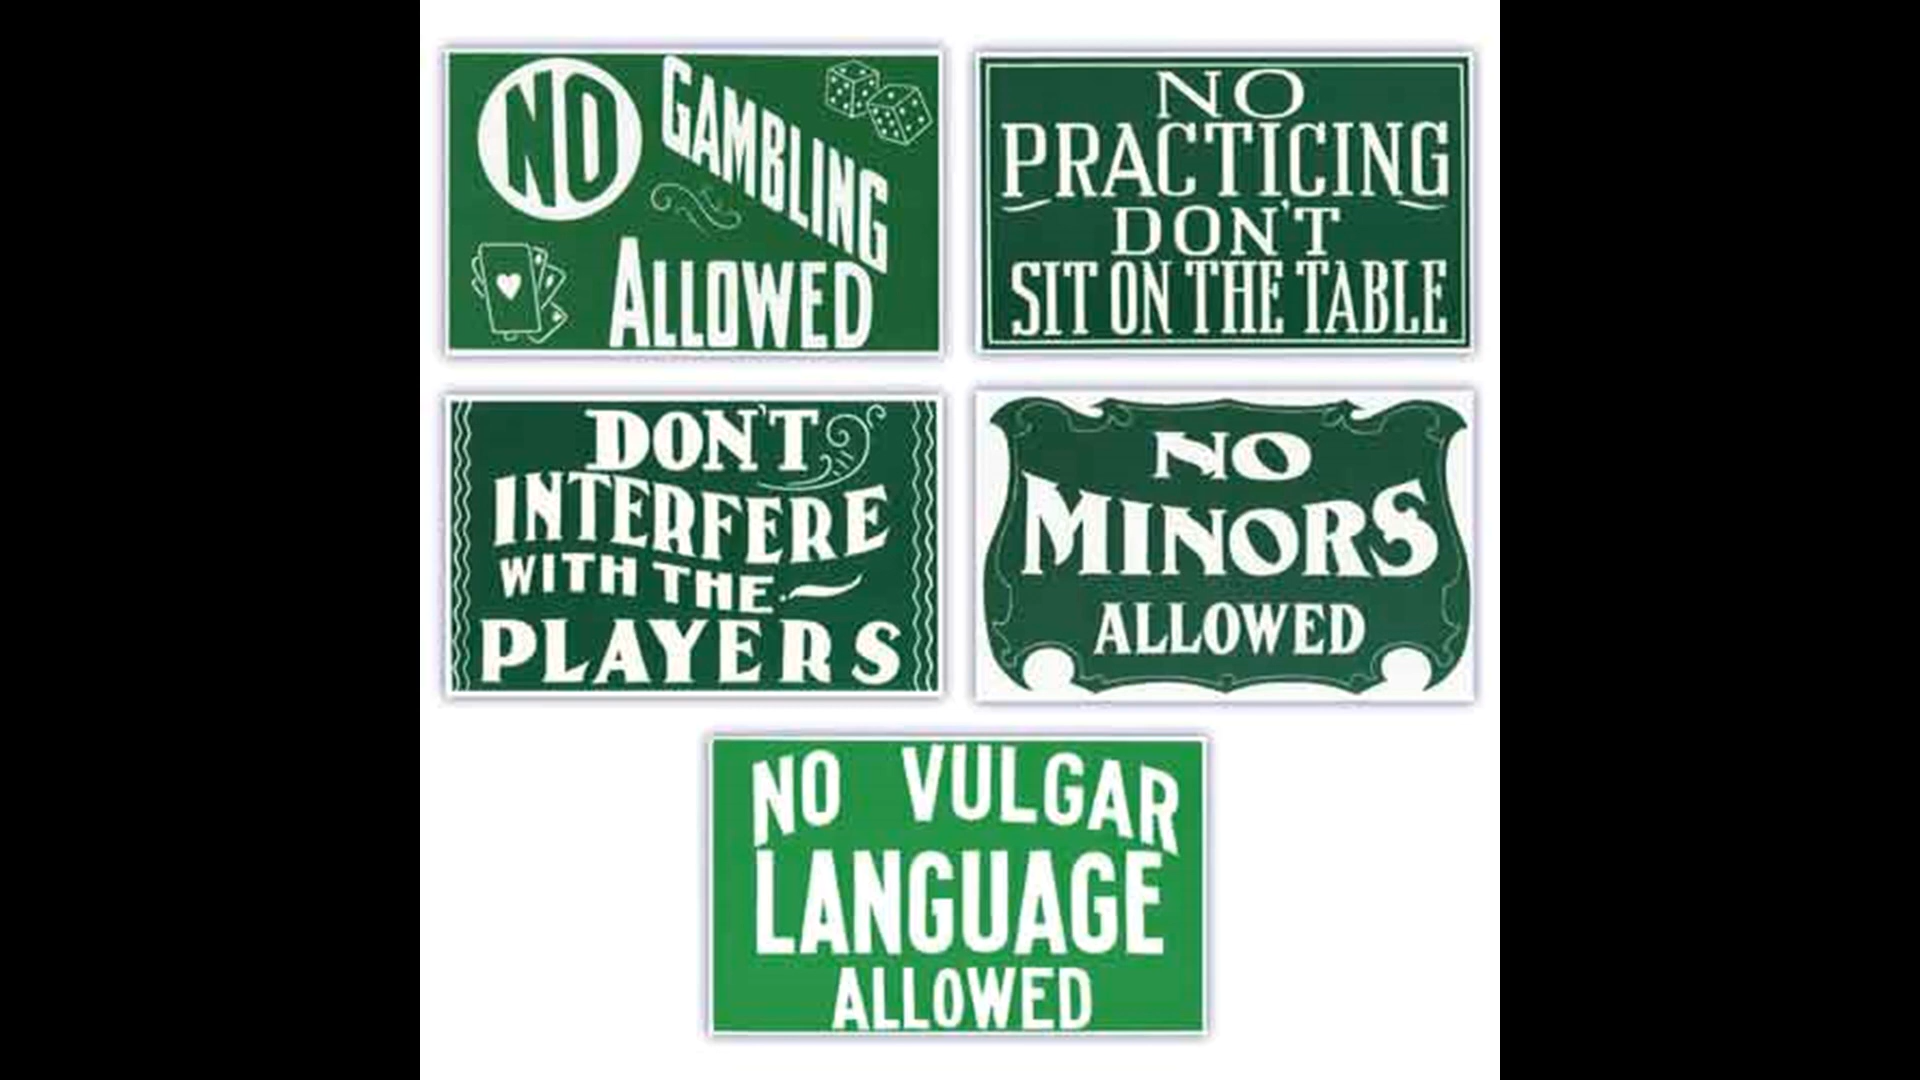 NO GAMBLING
ALLOWED
NO
PRACTICING
DON'T
SIT ON THE TABLE
DON'T
INTERFERE
WITH THE
PLAYERS
NO
MINORS
ALLOWED
NO VULGAR
LANGUAGE
ALLOWED